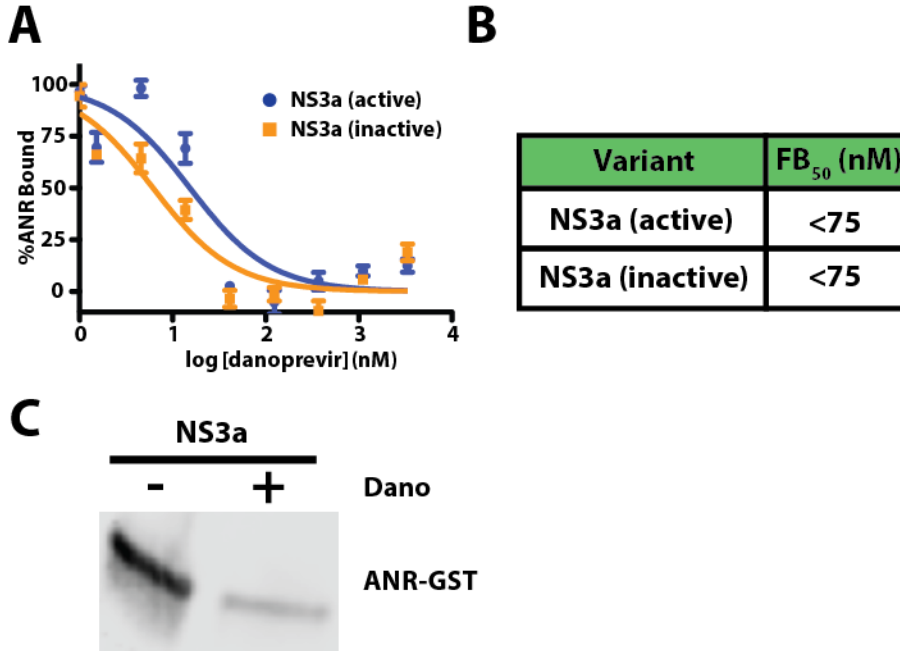 A
100
75
50
25
0
%ANR Bound
NS3a (active)
NS3a (inactive)
0 1 2 3 4
log [danoprevir] (nM)
B
Variant FB50 (nM)
NS3a (active) <75
NS3a (inactive) <75
C
NS3a
- + Dano
ANR-GST